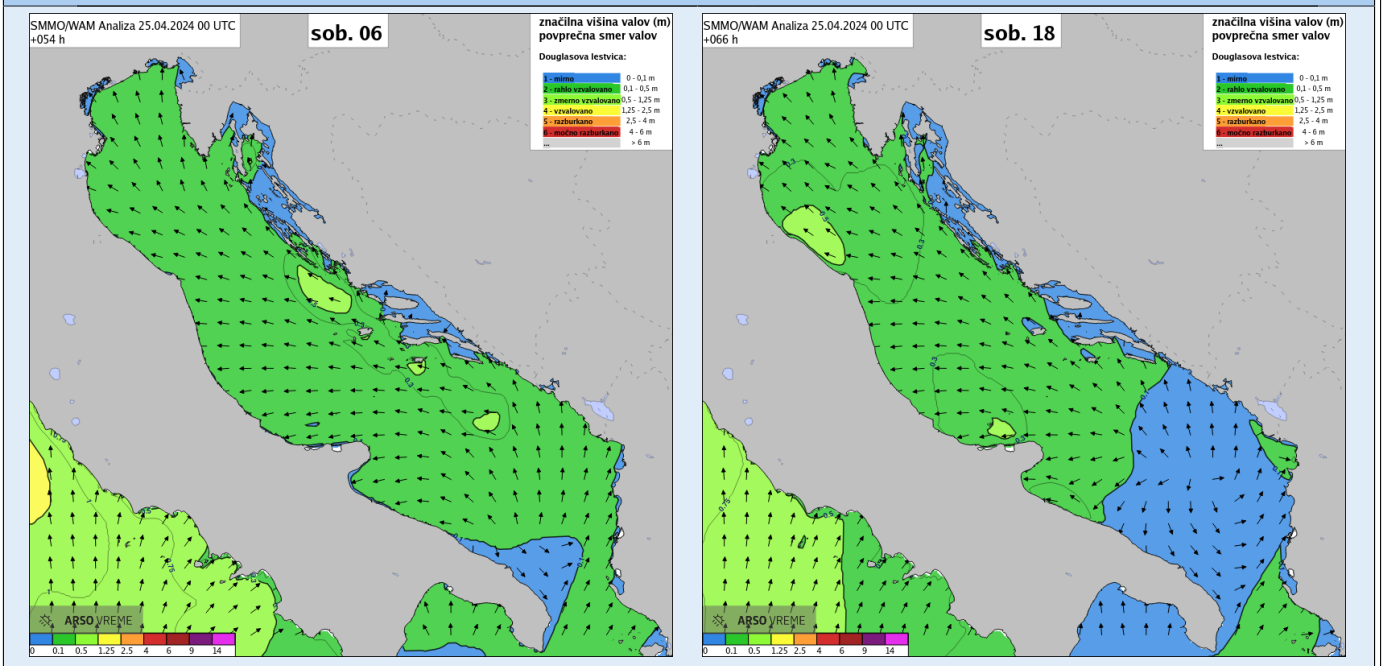 SMMO/WAM Analiza 25.04.2024 00 UTC
+054 h
sob. 06
značilna višina valov (m)
povprečna smer valov
Douglasova lestvica:
1 - mirno 0 - 0,1 m
2 - rahlo vzvalovano 0,1 - 0,5 m
3 - zmerno vzvalovano 0,5 - 1,25 m
4 - vzvalovano 1,25 - 2,5 m
5 - razburkano 2,5 - 4 m
6 - močno razburkano 4 - 6 m
... > 6 m
ARSO VREME
0 0.1 0.5 1.25 2.5 4 6 9 14
SMMO/WAM Analiza 25.04.2024 00 UTC
+066 h
sob. 18
značilna višina valov (m)
povprečna smer valov
Douglasova lestvica:
1 - mirno 0 - 0,1 m
2 - rahlo vzvalovano 0,1 - 0,5 m
3 - zmerno vzvalovano 0,5 - 1,25 m
4 - vzvalovano 1,25 - 2,5 m
5 - razburkano 2,5 - 4 m
6 - močno razburkano 4 - 6 m
... > 6 m
ARSO VREME
0 0.1 0.5 1.25 2.5 4 6 9 14